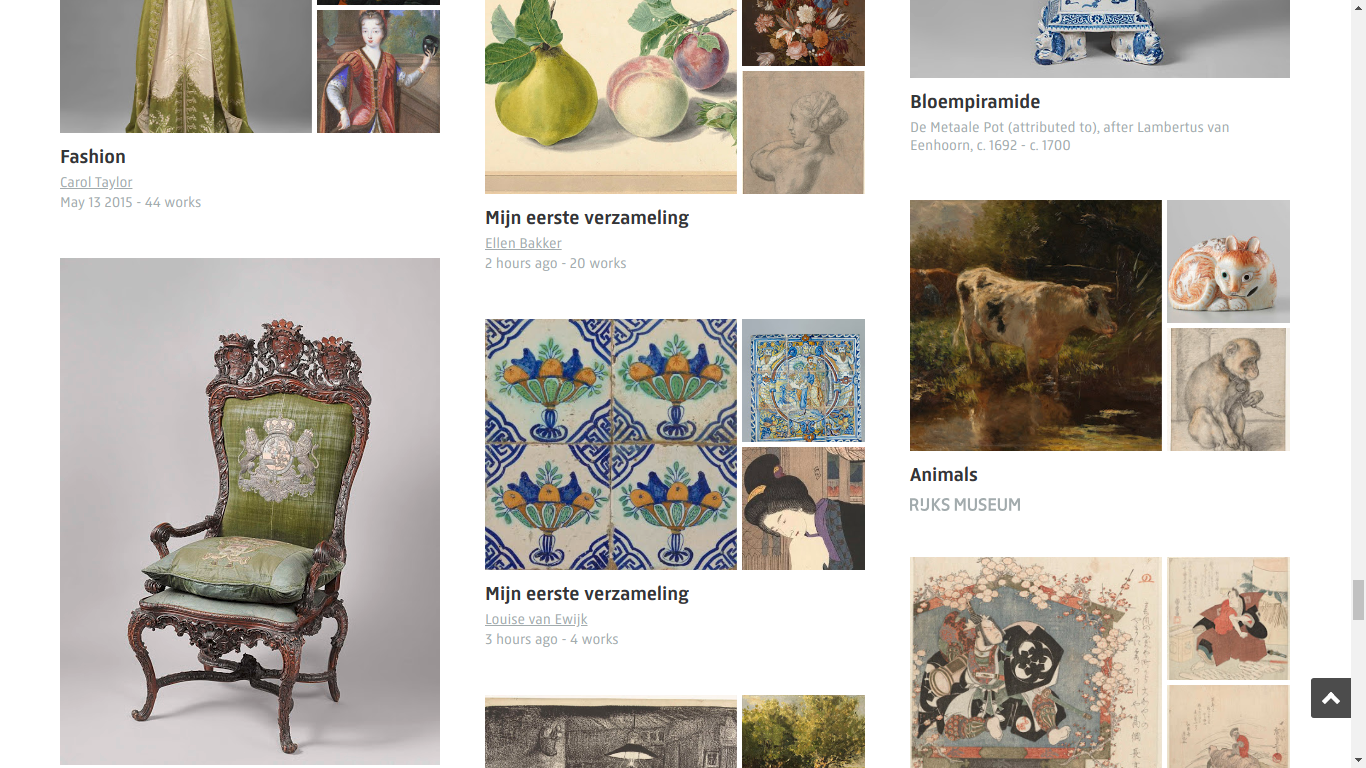 Fashion
Carol Taylor
May 13 2015 - 44 works
Mijn eerste verzameling
Ellen Bakker
2 hours ago - 20 works
Mijn eerste verzameling
Louise van Ewijk
3 hours ago - 4 works
Bloempiramide
De Metaale Pot (attributed to), after Lambertus van
Eenhoorn, c. 1692 - c. 1700
Animals
RIJKS MUSEUM